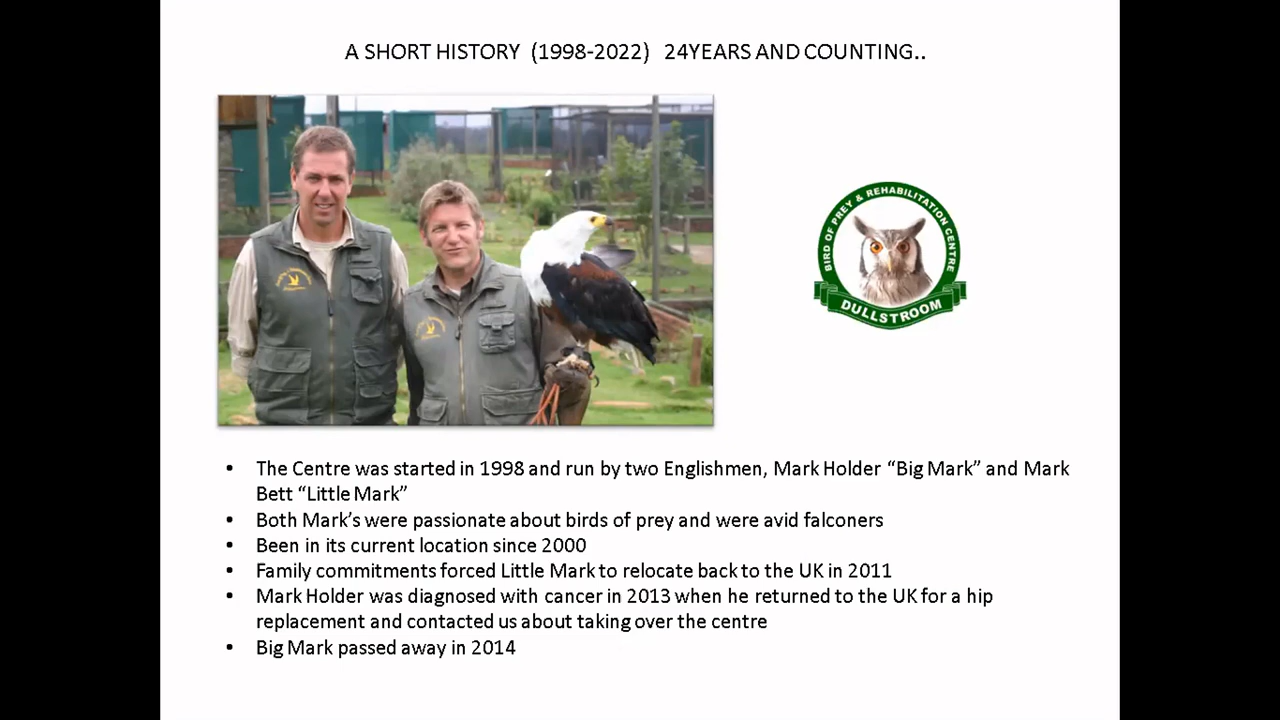 A SHORT HISTORY (1998-2022) 24YEARS AND COUNTING..
BIRD OF PREY & REHABILITATION CENTRE
DULLSTROOM
• The Centre was started in 1998 and run by two Englishmen, Mark Holder “Big Mark” and Mark
Bett “Little Mark”
• Both Mark’s were passionate about birds of prey and were avid falconers
• Been in its current location since 2000
• Family commitments forced Little Mark to relocate back to the UK in 2011
• Mark Holder was diagnosed with cancer in 2013 when he returned to the UK for a hip
replacement and contacted us about taking over the centre
• Big Mark passed away in 2014